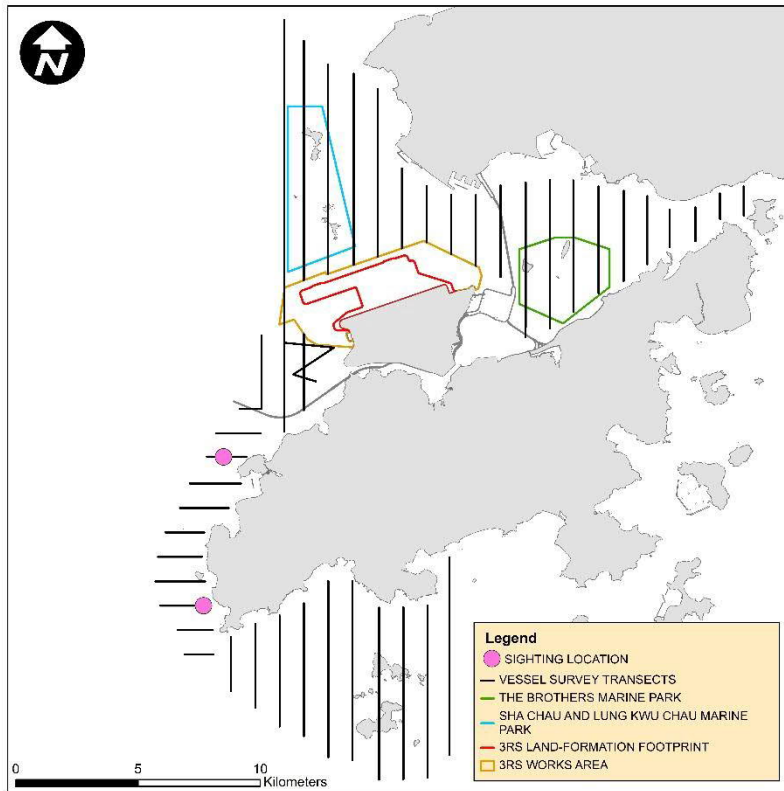 N
Legend
SIGHTING LOCATION
VESSEL SURVEY TRANSECTS
THE BROTHERS MARINE PARK
SHA CHAU AND LUNG KWU CHAU MARINE
PARK
3RS LAND-FORMATION FOOTPRINT
3RS WORKS AREA
0 5 10
Kilometers